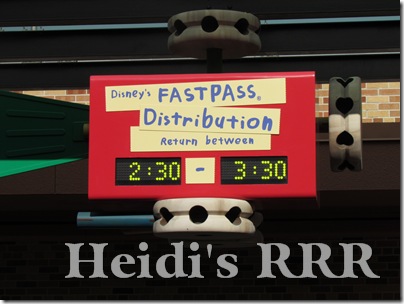 Disney's FASTPASS®
Distribution
Return between
2:30 - 3:30
Heidi's RRR